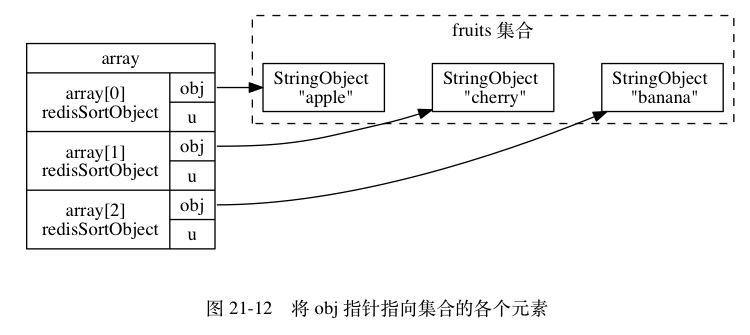 fruits 集合
array
array[0]
redisSortObject
obj
u
array[1]
redisSortObject
obj
u
array[2]
redisSortObject
obj
u
StringObject
"apple"
StringObject
"cherry"
StringObject
"banana"
图 21-12 将 obj 指针指向集合的各个元素